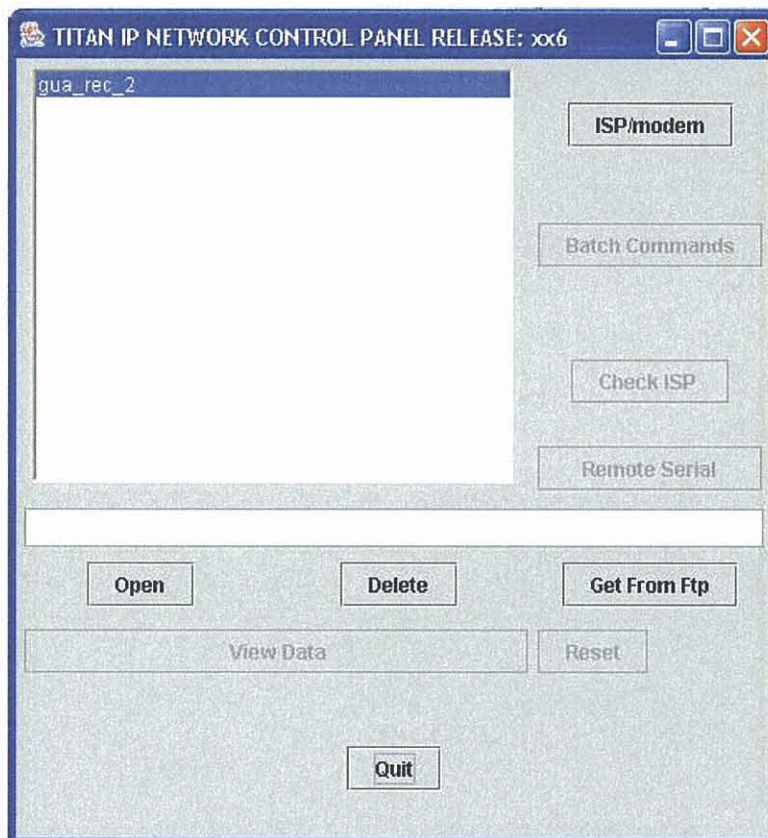 TITAN IP NETWORK CONTROL PANEL RELEASE: xx6
gua_rec_2
ISP/modem
Batch Commands
Check ISP
Remote Serial
Open
Delete
Get From Ftp
View Data
Reset
Quit